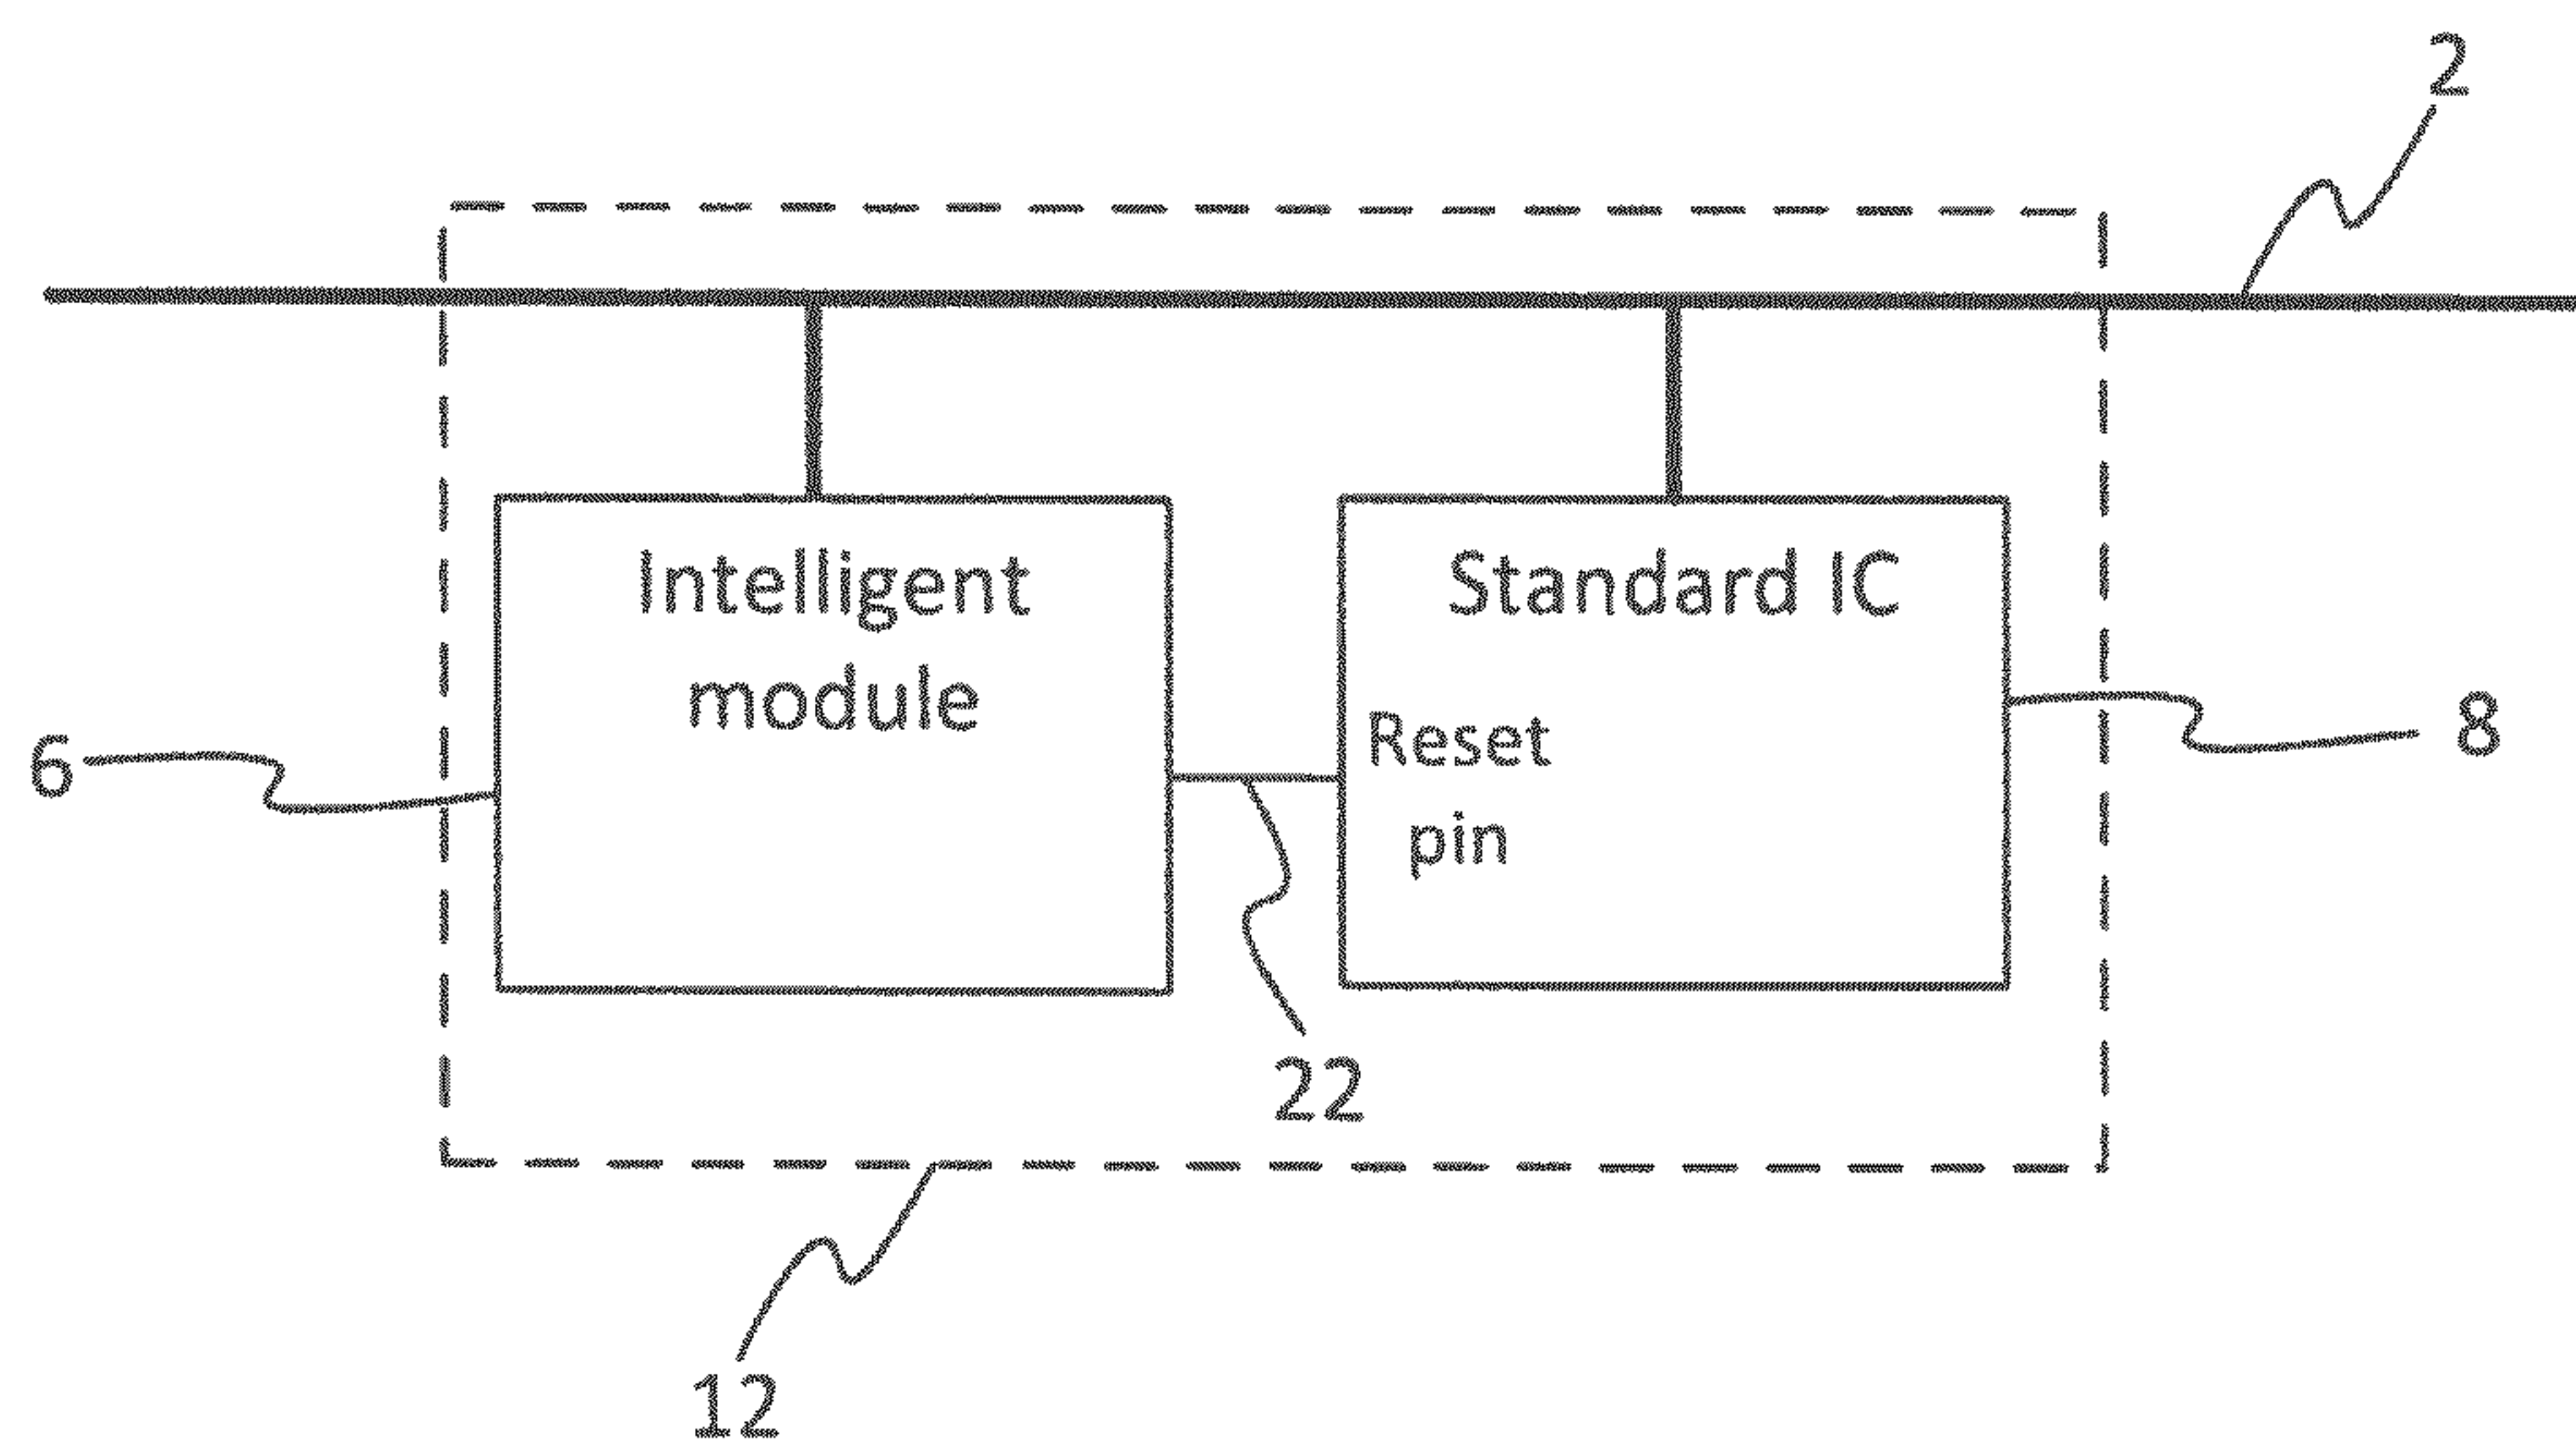 2
Intelligent
module
Standard IC
Reset
pin
6
8
22
12